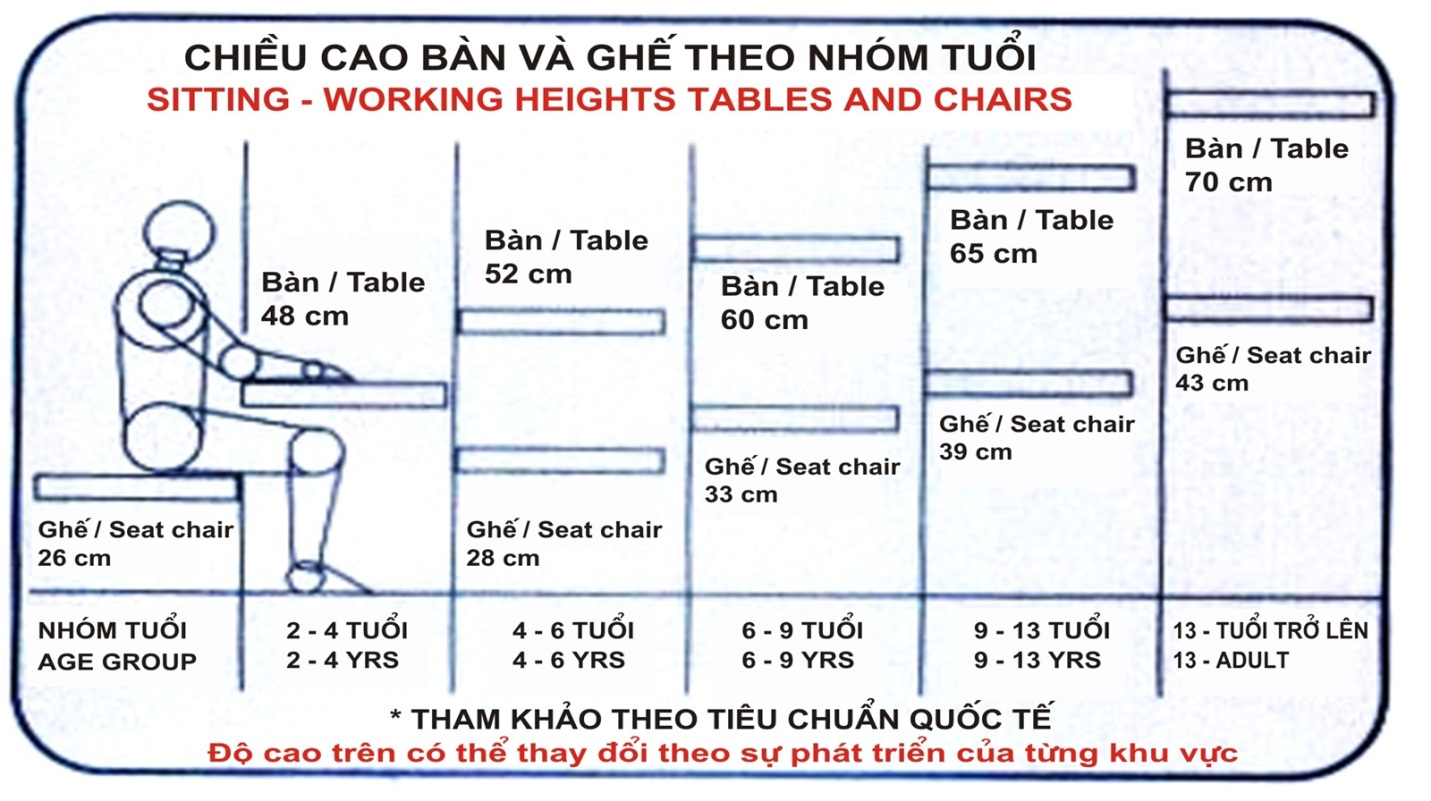 CHIỀU CAO BÀN VÀ GHẾ THEO NHÓM TUỔI
SITTING - WORKING HEIGHTS TABLES AND CHAIRS
Bàn / Table
48 cm
Ghế / Seat chair
26 cm
Bàn / Table
52 cm
Ghế / Seat chair
28 cm
Bàn / Table
60 cm
Ghế / Seat chair
33 cm
Bàn / Table
65 cm
Ghế / Seat chair
39 cm
Bàn / Table
70 cm
Ghế / Seat chair
43 cm
NHÓM TUỔI
AGE GROUP
2 - 4 TUỔI
2 - 4 YRS
4 - 6 TUỔI
4 - 6 YRS
6 - 9 TUỔI
6 - 9 YRS
9 - 13 TUỔI
9 - 13 YRS
13 - TUỔI TRỞ LÊN
13 - ADULT
* THAM KHẢO THEO TIÊU CHUẨN QUỐC TẾ
Độ cao trên có thể thay đổi theo sự phát triển của từng khu vực